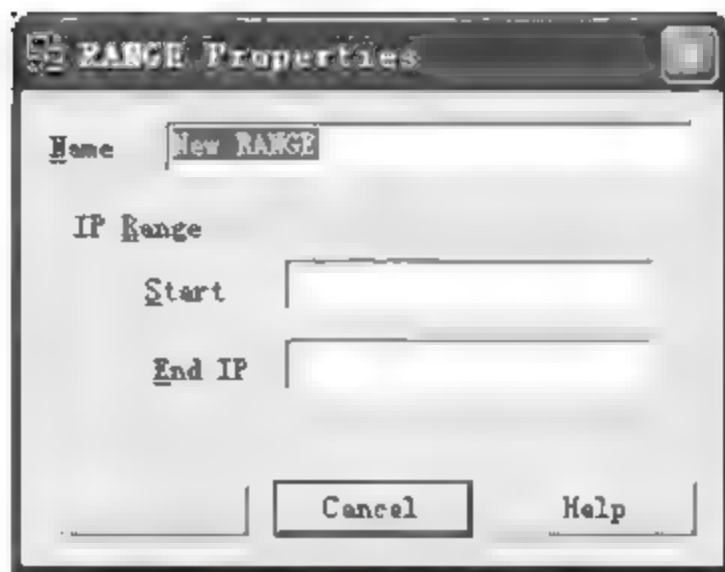 RANGE Properties
Name New RANGE
IP Range
Start
End IP
Cancel Help